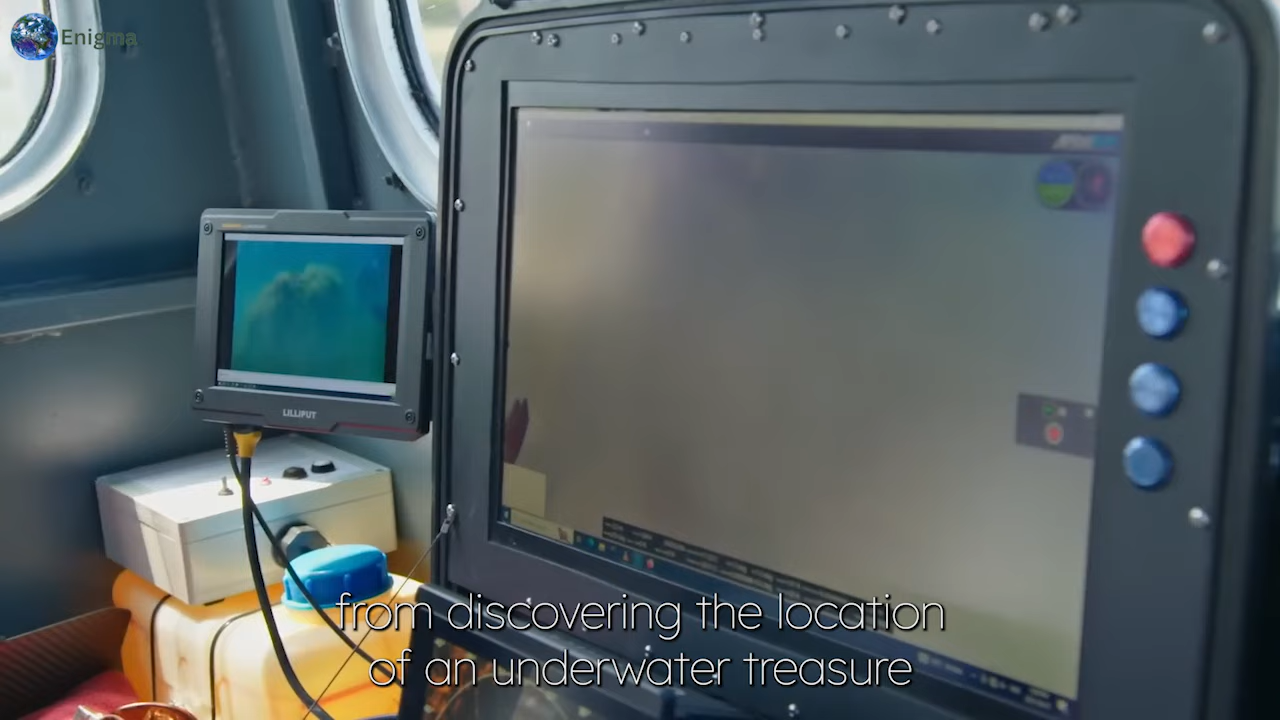 Enigma
LILLIPUT
from discovering the location
of an underwater treasure